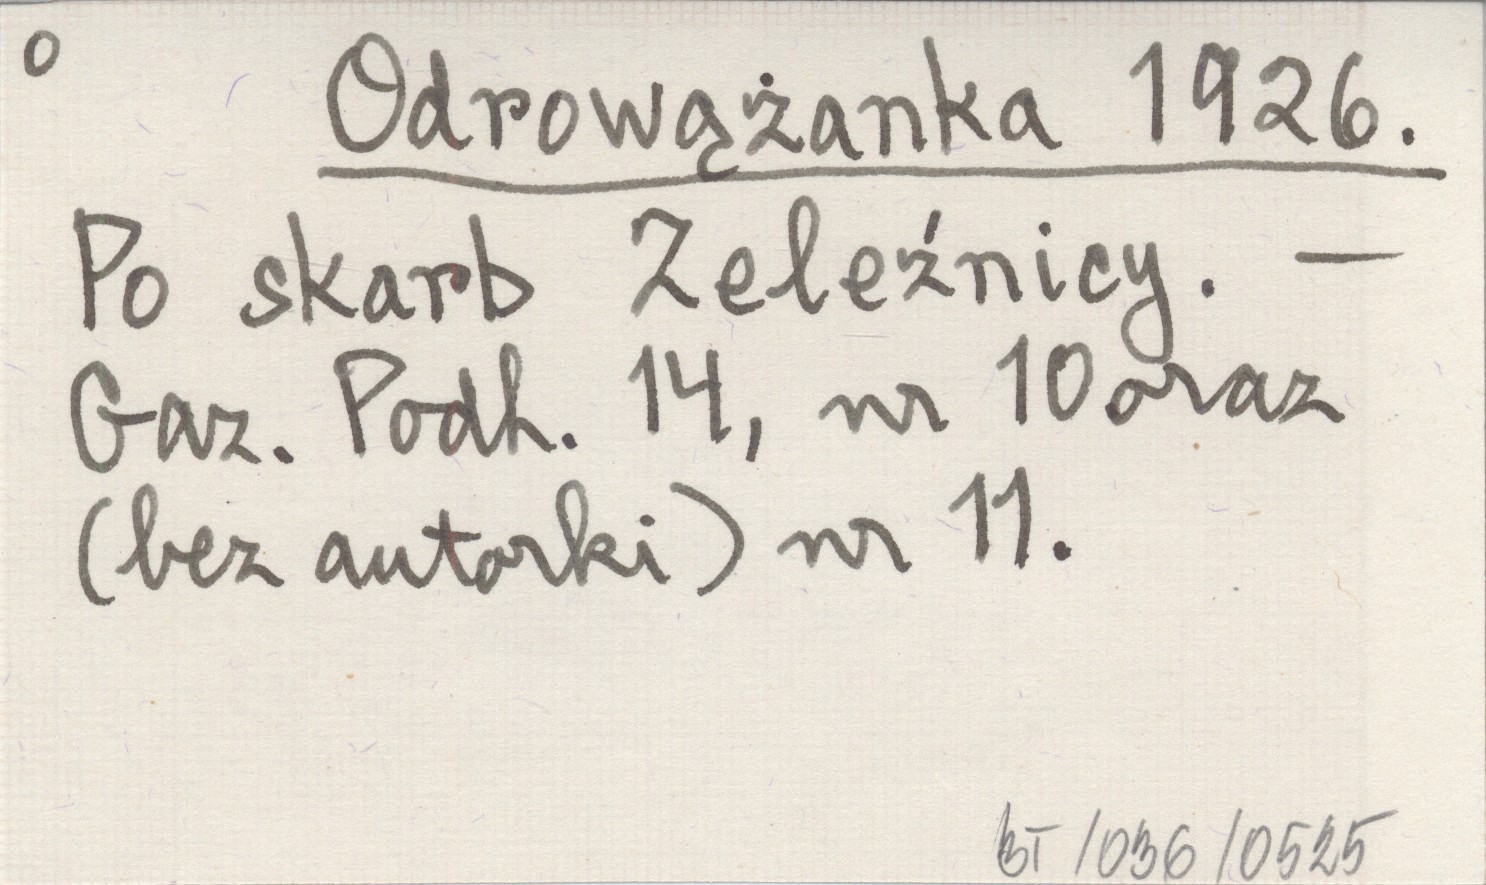 o
Odrowążanka 1926.
Po skarb Zeleźnicy. —
Gaz. Podh. 14, nr 10 oraz
(bez autorki) nr 11.
BT /036 /0525